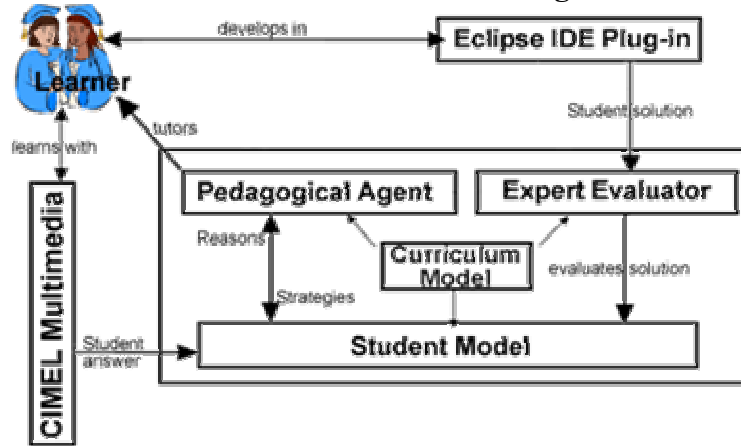 develops in
Eclipse IDE Plug-in
Learner
Student solution
tutors
learns with
Pedagogical Agent
Expert Evaluator
Reasons
Curriculum
Model
evaluates solution
Strategies
CIMEL Multimedia
Student
answer
Student Model